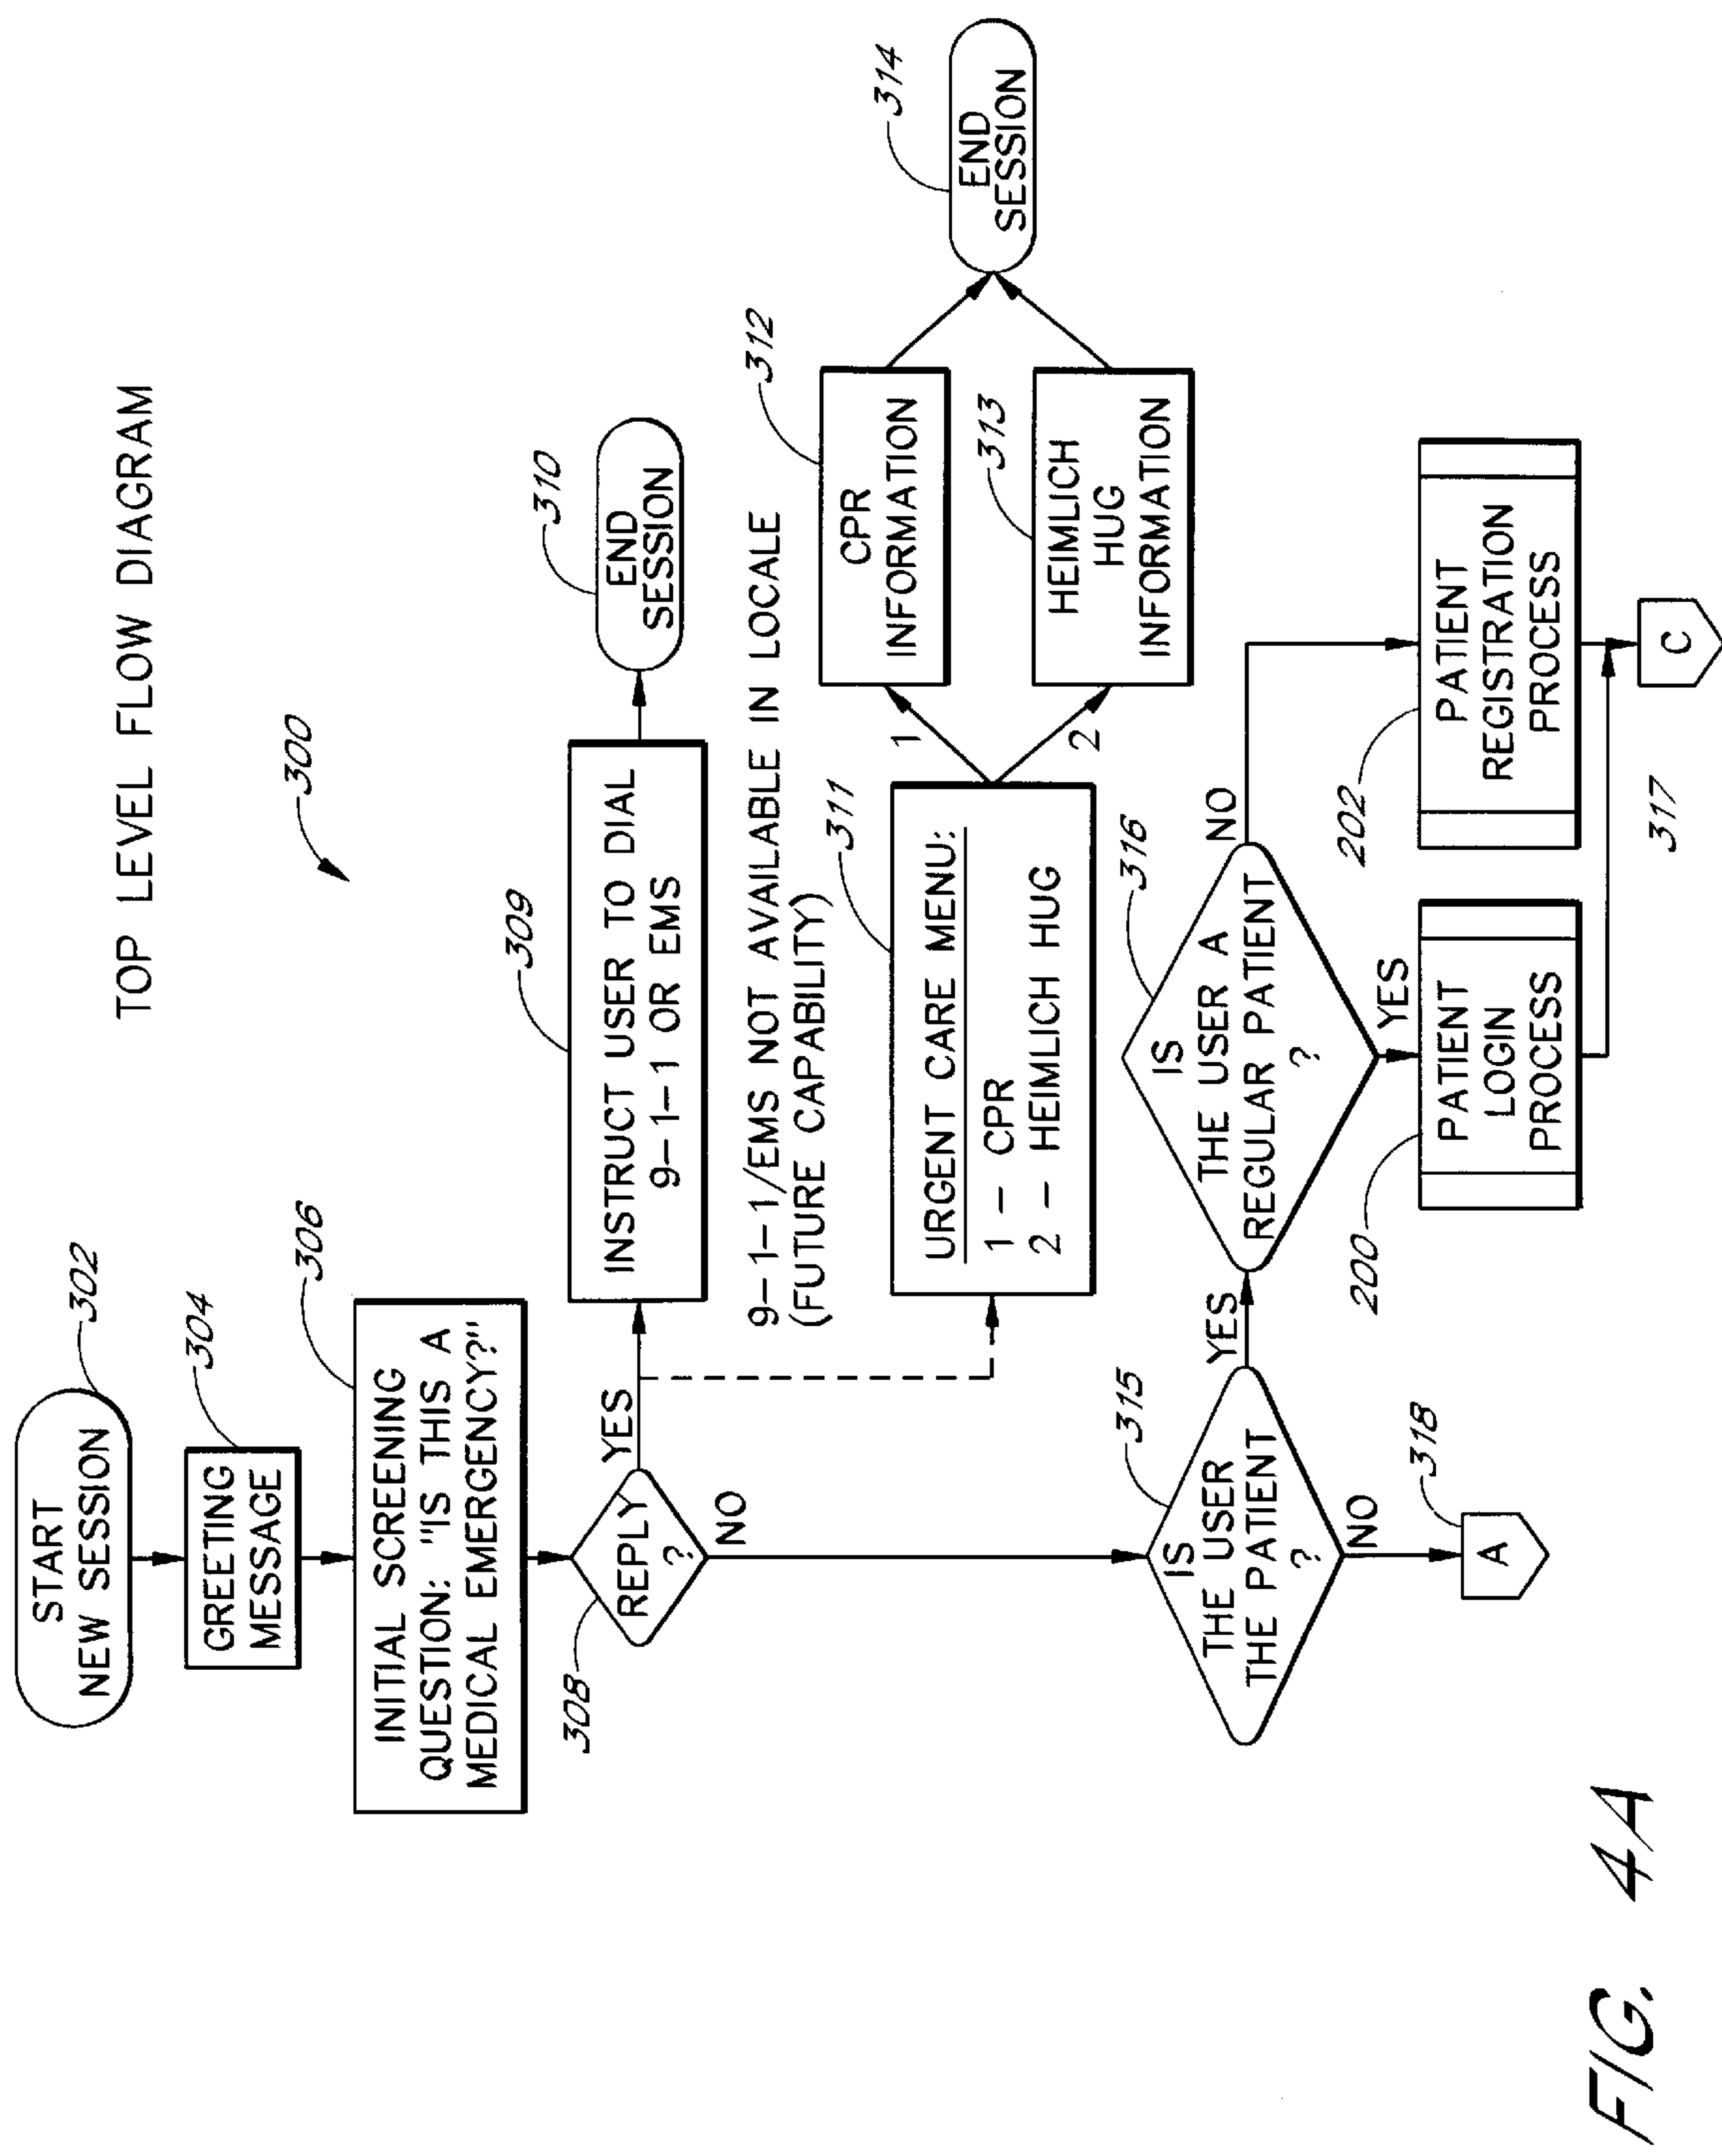 TOP LEVEL FLOW DIAGRAM
300
START
NEW SESSION
302
GREETING
MESSAGE
304
INITIAL SCREENING
QUESTION: "IS THIS A
MEDICAL EMERGENCY?"
306
REPLY
?
308
YES
NO
INSTRUCT USER TO DIAL
9-1-1 OR EMS
309
END
SESSION
310
9-1-1/EMS NOT AVAILABLE IN LOCALE
(FUTURE CAPABILITY)
URGENT CARE MENU:
1 - CPR
2 - HEIMLICH HUG
311
1
2
CPR
INFORMATION
312
HEIMLICH
HUG
INFORMATION
313
END
SESSION
314
IS
THE USER
THE PATIENT
?
315
YES
NO
A
318
IS
THE USER A
REGULAR PATIENT
?
316
NO
YES
PATIENT
LOGIN
PROCESS
200
PATIENT
REGISTRATION
PROCESS
202
C
317
FIG. 4A